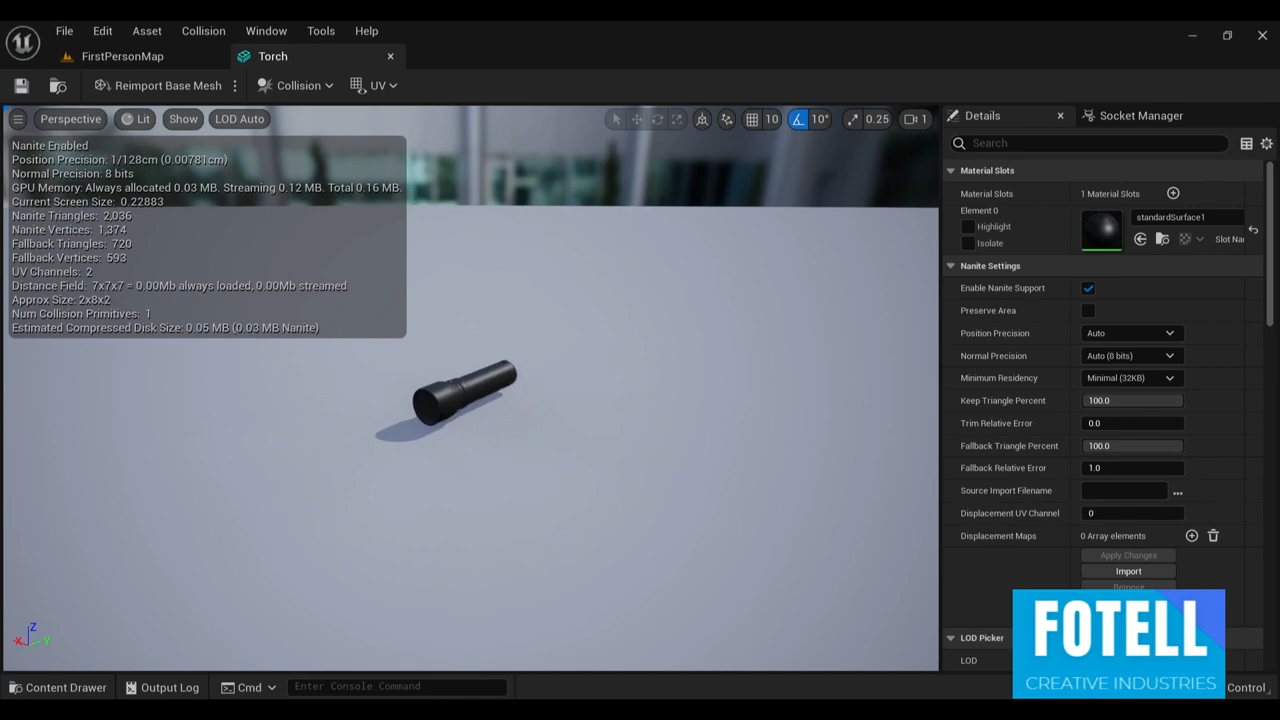 File Edit Asset Collision Window Tools Help
FirstPersonMap Torch
Reimport Base Mesh Collision UV
Perspective Lit Show LOD Auto 10 10° 0.25 1
Nanite Enabled
Position Precision: 1/128cm (0.00781cm)
Normal Precision: 8 bits
GPU Memory: Always allocated 0.03 MB. Streaming 0.12 MB. Total 0.16 MB.
Current Screen Size: 0.22883
Nanite Triangles: 2,036
Nanite Vertices: 1,374
Fallback Triangles: 720
Fallback Vertices: 593
UV Channels: 2
Distance Field: 7x7x7 = 0.00Mb always loaded, 0.00Mb streamed
Approx Size: 2x8x2
Num Collision Primitives: 1
Estimated Compressed Disk Size: 0.05 MB (0.03 MB Nanite)
Z
X Y
Details Socket Manager
Search
Material Slots
Material Slots 1 Material Slots
Element 0 standardSurface1
Highlight
Isolate Slot Nar
Nanite Settings
Enable Nanite Support
Preserve Area
Position Precision Auto
Normal Precision Auto (8 bits)
Minimum Residency Minimal (32KB)
Keep Triangle Percent 100.0
Trim Relative Error 0.0
Fallback Triangle Percent 100.0
Fallback Relative Error 1.0
Source Import Filename
Displacement UV Channel 0
Displacement Maps 0 Array elements
Apply Changes
Import
LOD Picker
LOD
FOTELL
CREATIVE INDUSTRIES
Content Drawer Output Log Cmd Enter Console Command Control